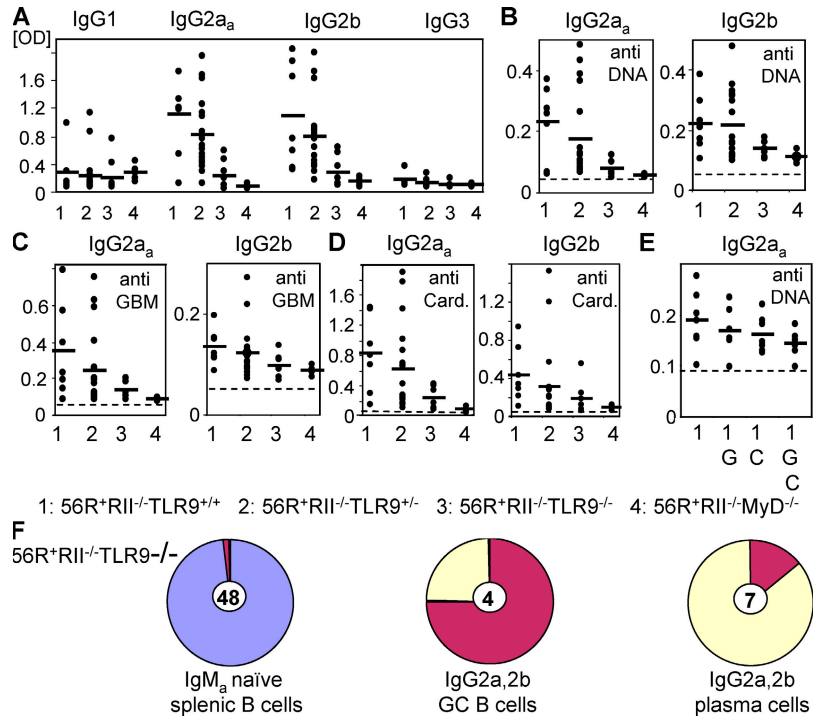 A IgG1 IgG2aₐ IgG2b IgG3
[OD]
1.6
1.2
0.8
0.4
0
1 2 3 4 1 2 3 4 1 2 3 4 1 2 3 4
B IgG2aₐ IgG2b
anti DNA
anti DNA
0.4
0.2
0
0.4
0.2
0
1 2 3 4 1 2 3 4
C IgG2aₐ IgG2b
anti GBM
anti GBM
0.6
0.4
0.2
0
0.2
0
1 2 3 4 1 2 3 4
D IgG2aₐ IgG2b
anti Card.
anti Card.
1.6
1.2
0.8
0.4
0
1.2
0.8
0.4
0
1 2 3 4 1 2 3 4
E IgG2aₐ
anti DNA
0.2
0.1
0
1 1 1 1
G C G
C
1: 56R⁺RII⁻/⁻TLR9⁺/⁺ 2: 56R⁺RII⁻/⁻TLR9⁺/⁻ 3: 56R⁺RII⁻/⁻TLR9⁻/⁻ 4: 56R⁺RII⁻/⁻MyD⁻/⁻
F
56R⁺RII⁻/⁻TLR9-/-
48 4 7
IgMₐ naïve
splenic B cells
IgG2a,2b
GC B cells
IgG2a,2b
plasma cells